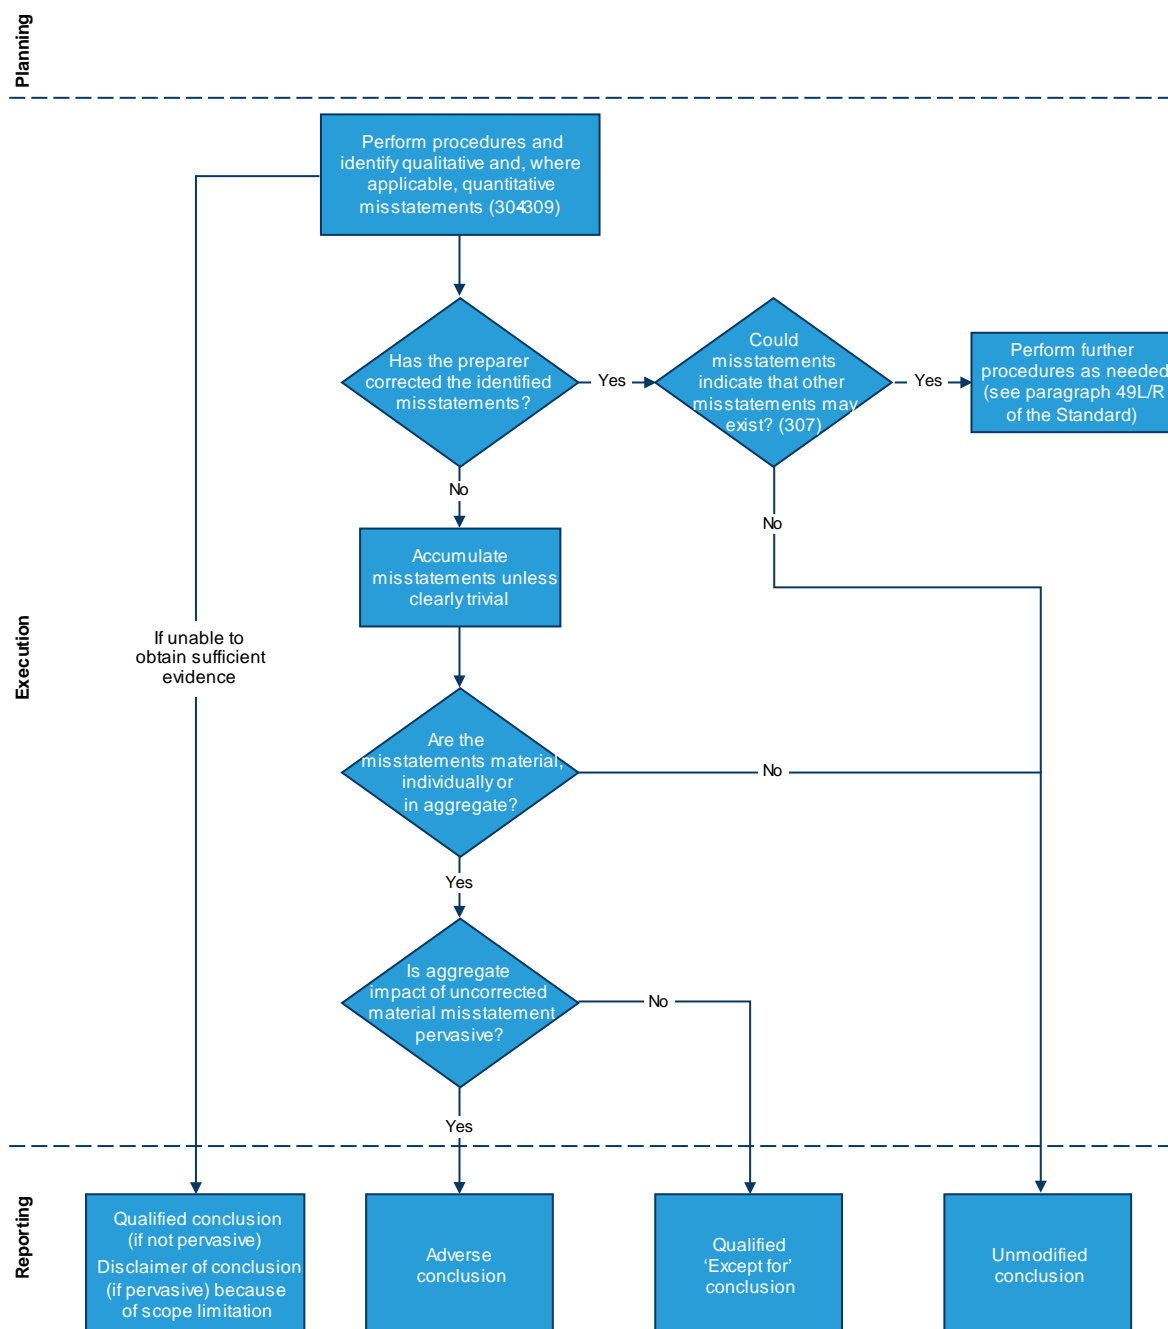 Planning
Perform procedures and
identify qualitative and, where
applicable, quantitative
misstatements (304-309)
Has the preparer
corrected the identified
misstatements?
Yes
Could
misstatements
indicate that other
misstatements may
exist? (307)
Yes
Perform further
procedures as needed
(see paragraph 49L/R
of the Standard)
No
No
Accumulate
misstatements unless
clearly trivial
Execution
If unable to
obtain sufficient
evidence
Are the
misstatements material,
individually or
in aggregate?
No
Yes
Is aggregate
impact of uncorrected
material misstatement
pervasive?
No
Yes
Reporting
Qualified conclusion
(if not pervasive)
Disclaimer of conclusion
(if pervasive) because
of scope limitation
Adverse
conclusion
Qualified
‘Except for’
conclusion
Unmodified
conclusion